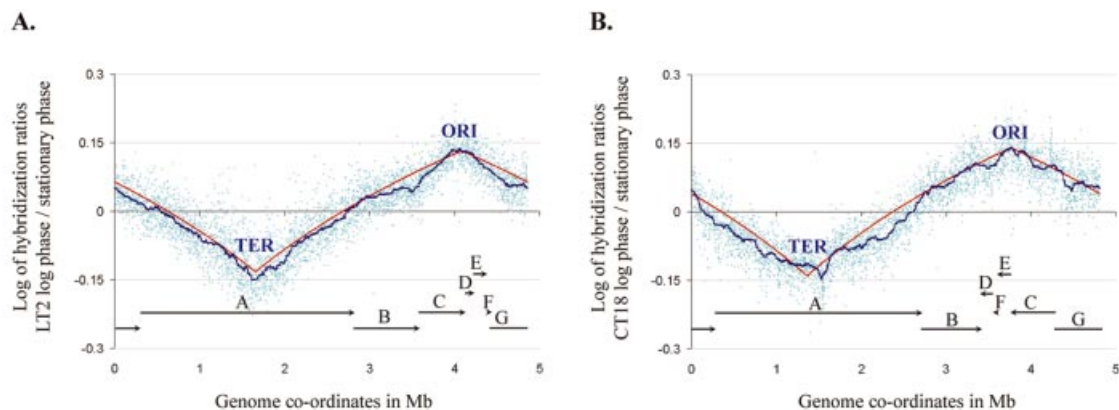 A.
Log of hybridization ratios
LT2 log phase / stationary phase
0.3
0.15
0
-0.15
-0.3
ORI
TER
E
D
A
C
F
B
G
0
1
2
3
4
5
Genome co-ordinates in Mb
B.
Log of hybridization ratios
CT18 log phase / stationary phase
0.3
0.15
0
-0.15
-0.3
ORI
TER
E
D
A
F
C
B
G
0
1
2
3
4
5
Genome co-ordinates in Mb